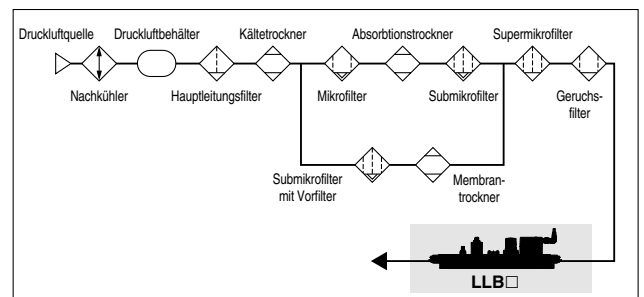 Druckluftquelle
Druckluftbehälter
Kältetrockner
Absorbtionstrockner
Supermikrofilter
Nachkühler
Hauptleitungsfilter
Mikrofilter
Submikrofilter
Geruchs-
filter
Submikrofilter
mit Vorfilter
Membran-
trockner
LLB□